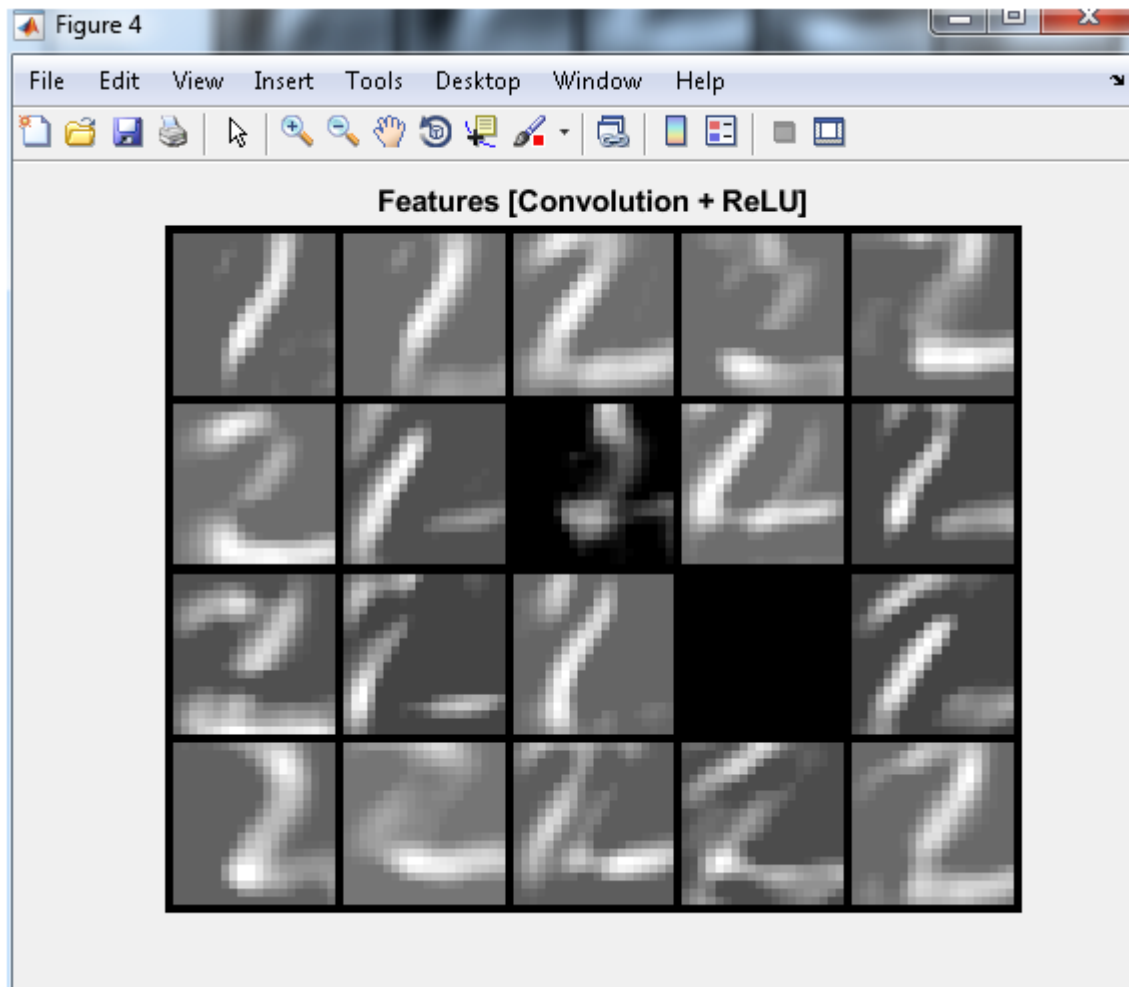 Figure 4
File Edit View Insert Tools Desktop Window Help
Features [Convolution + ReLU]